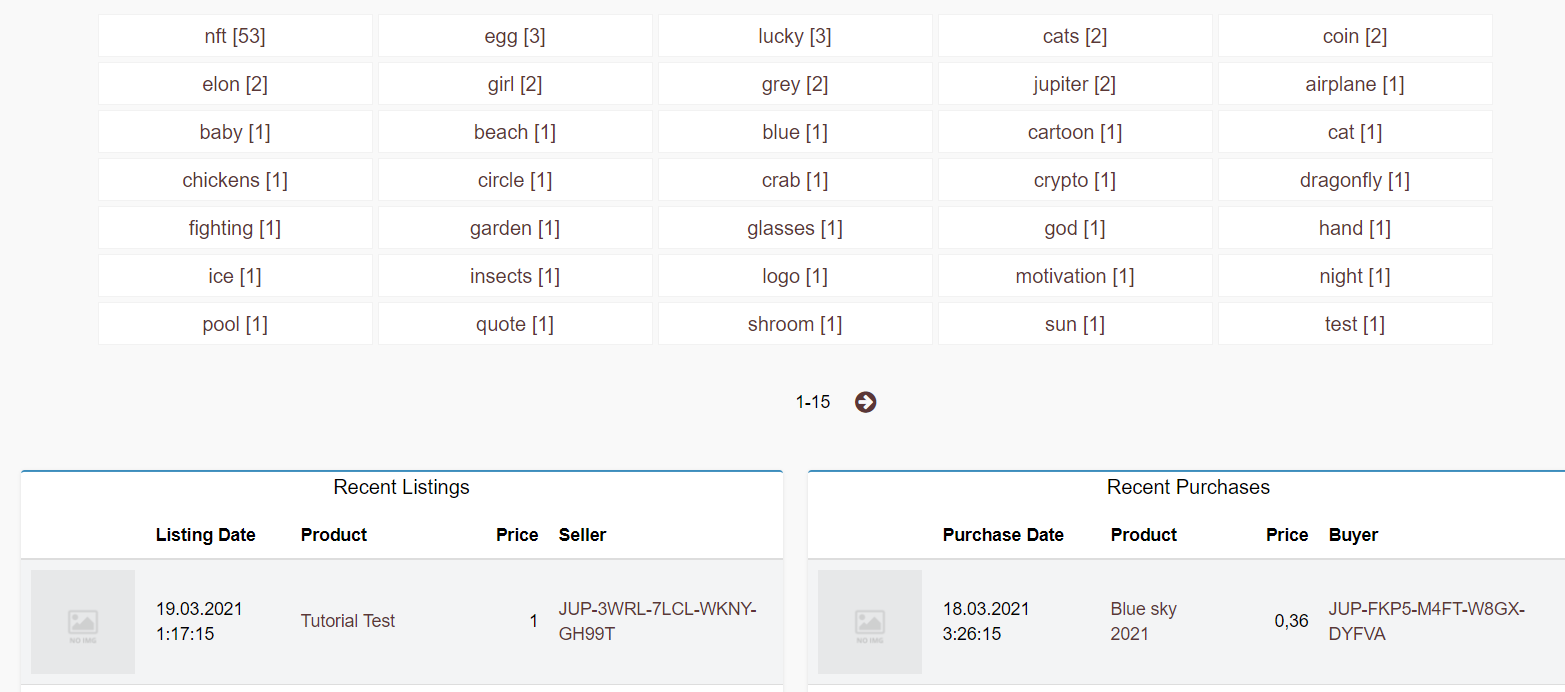 nft [53] egg [3] lucky [3] cats [2] coin [2]
elon [2] girl [2] grey [2] jupiter [2] airplane [1]
baby [1] beach [1] blue [1] cartoon [1] cat [1]
chickens [1] circle [1] crab [1] crypto [1] dragonfly [1]
fighting [1] garden [1] glasses [1] god [1] hand [1]
ice [1] insects [1] logo [1] motivation [1] night [1]
pool [1] quote [1] shroom [1] sun [1] test [1]
1-15
Recent Listings
Listing Date Product Price Seller
NO IMG
19.03.2021
1:17:15
Tutorial Test
1
JUP-3WRL-7LCL-WKNY-
GH99T
Recent Purchases
Purchase Date Product Price Buyer
NO IMG
18.03.2021
3:26:15
Blue sky
2021
0,36
JUP-FKP5-M4FT-W8GX-
DYFVA